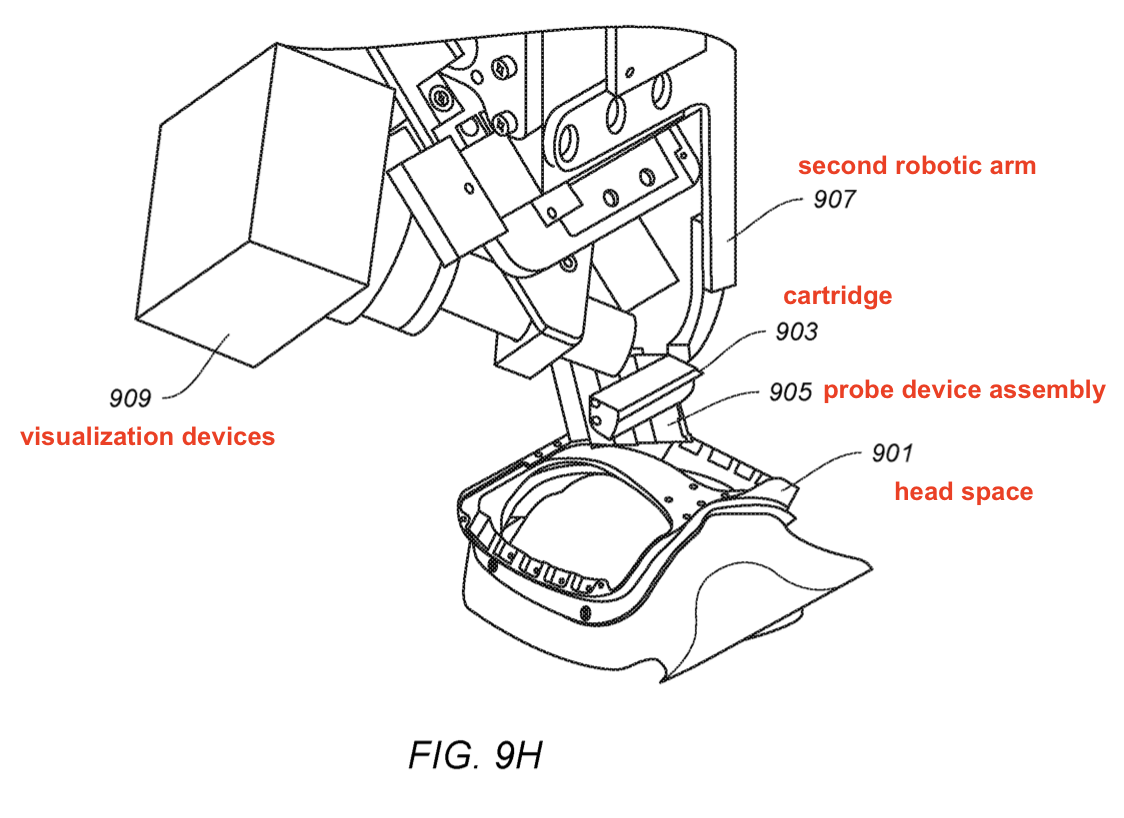 second robotic arm
907
cartridge
903
905 probe device assembly
909
visualization devices
901
head space
FIG. 9H